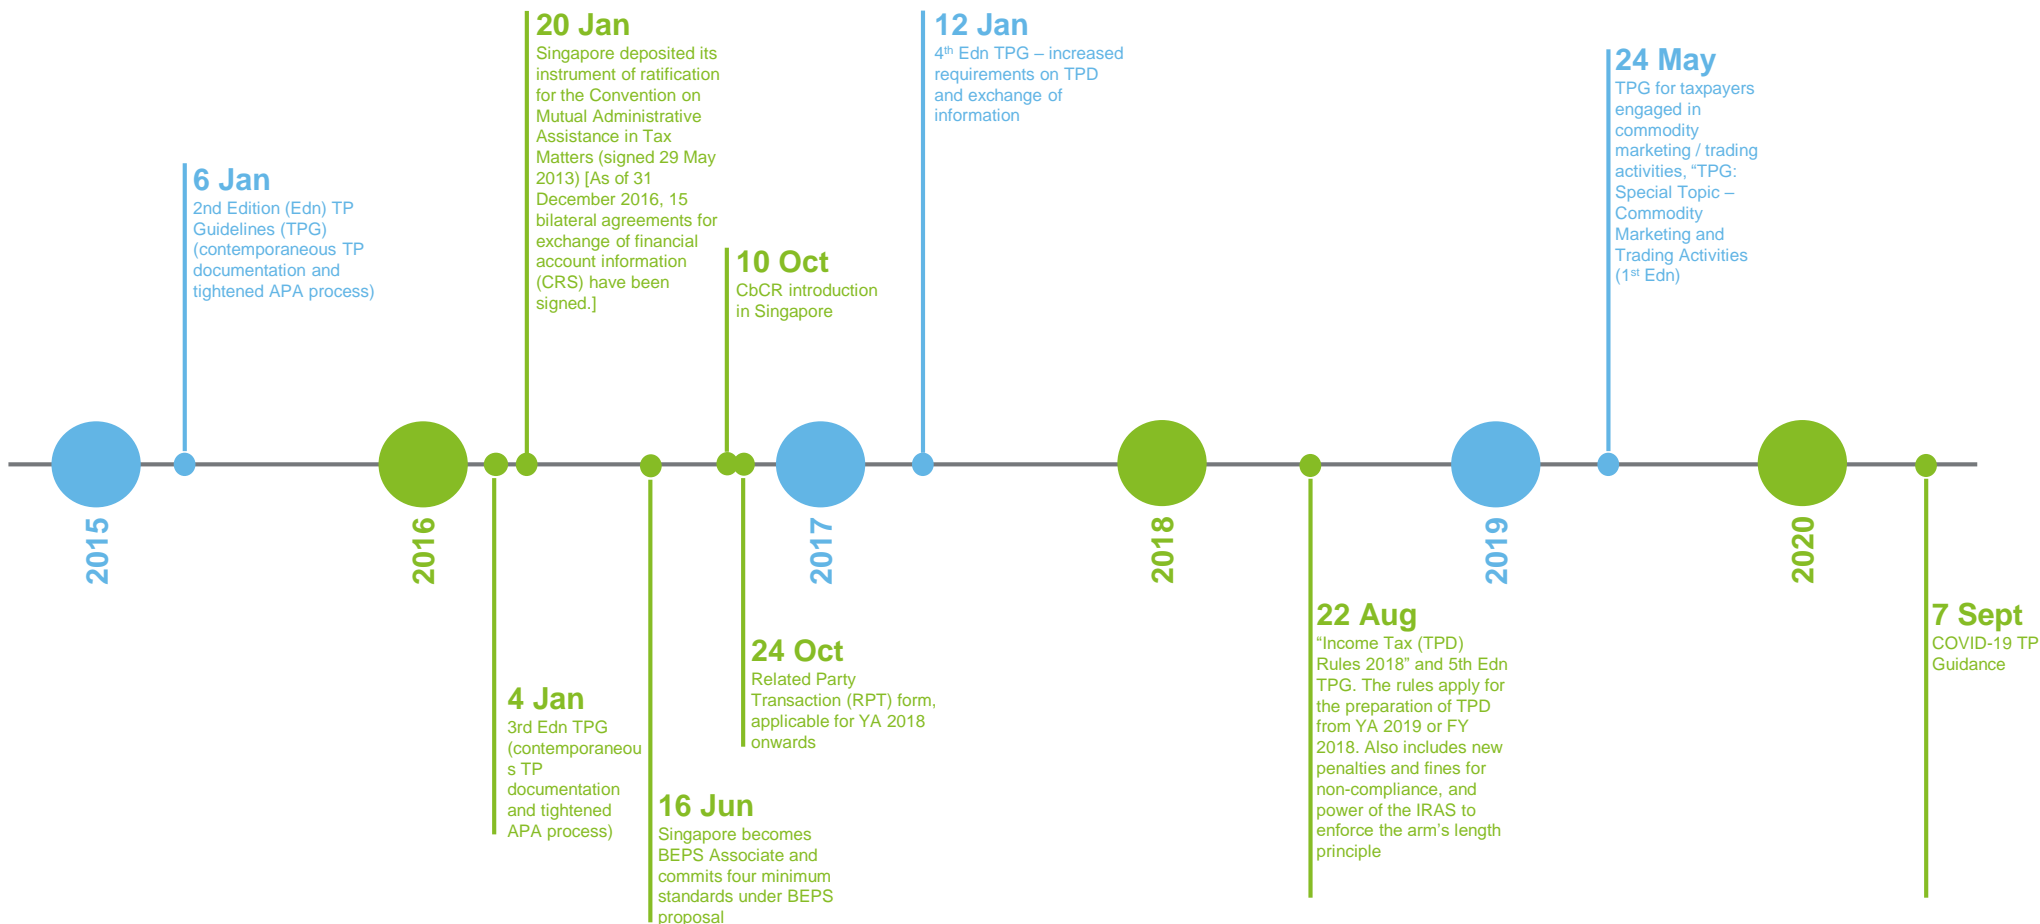 6 Jan
2nd Edition (Edn) TP
Guidelines (TPG)
(contemporaneous TP
documentation and
tightened APA process)
20 Jan
Singapore deposited its
instrument of ratification
for the Convention on
Mutual Administrative
Assistance in Tax
Matters (signed 29 May
2013) [As of 31
December 2016, 15
bilateral agreements for
exchange of financial
account information
(CRS) have been
signed.]
10 Oct
CbCR introduction
in Singapore
12 Jan
4th Edn TPG – increased
requirements on TPD
and exchange of
information
24 May
TPG for taxpayers
engaged in
commodity
marketing / trading
activities, “TPG:
Special Topic –
Commodity
Marketing and
Trading Activities
(1st Edn)
2015
2016
2017
2018
2019
2020
4 Jan
3rd Edn TPG
(contemporaneou
s TP
documentation
and tightened
APA process)
16 Jun
Singapore becomes
BEPS Associate and
commits four minimum
standards under BEPS
proposal
24 Oct
Related Party
Transaction (RPT) form,
applicable for YA 2018
onwards
22 Aug
“Income Tax (TPD)
Rules 2018” and 5th Edn
TPG. The rules apply for
the preparation of TPD
from YA 2019 or FY
2018. Also includes new
penalties and fines for
non-compliance, and
power of the IRAS to
enforce the arm’s length
principle
7 Sept
COVID-19 TP
Guidance